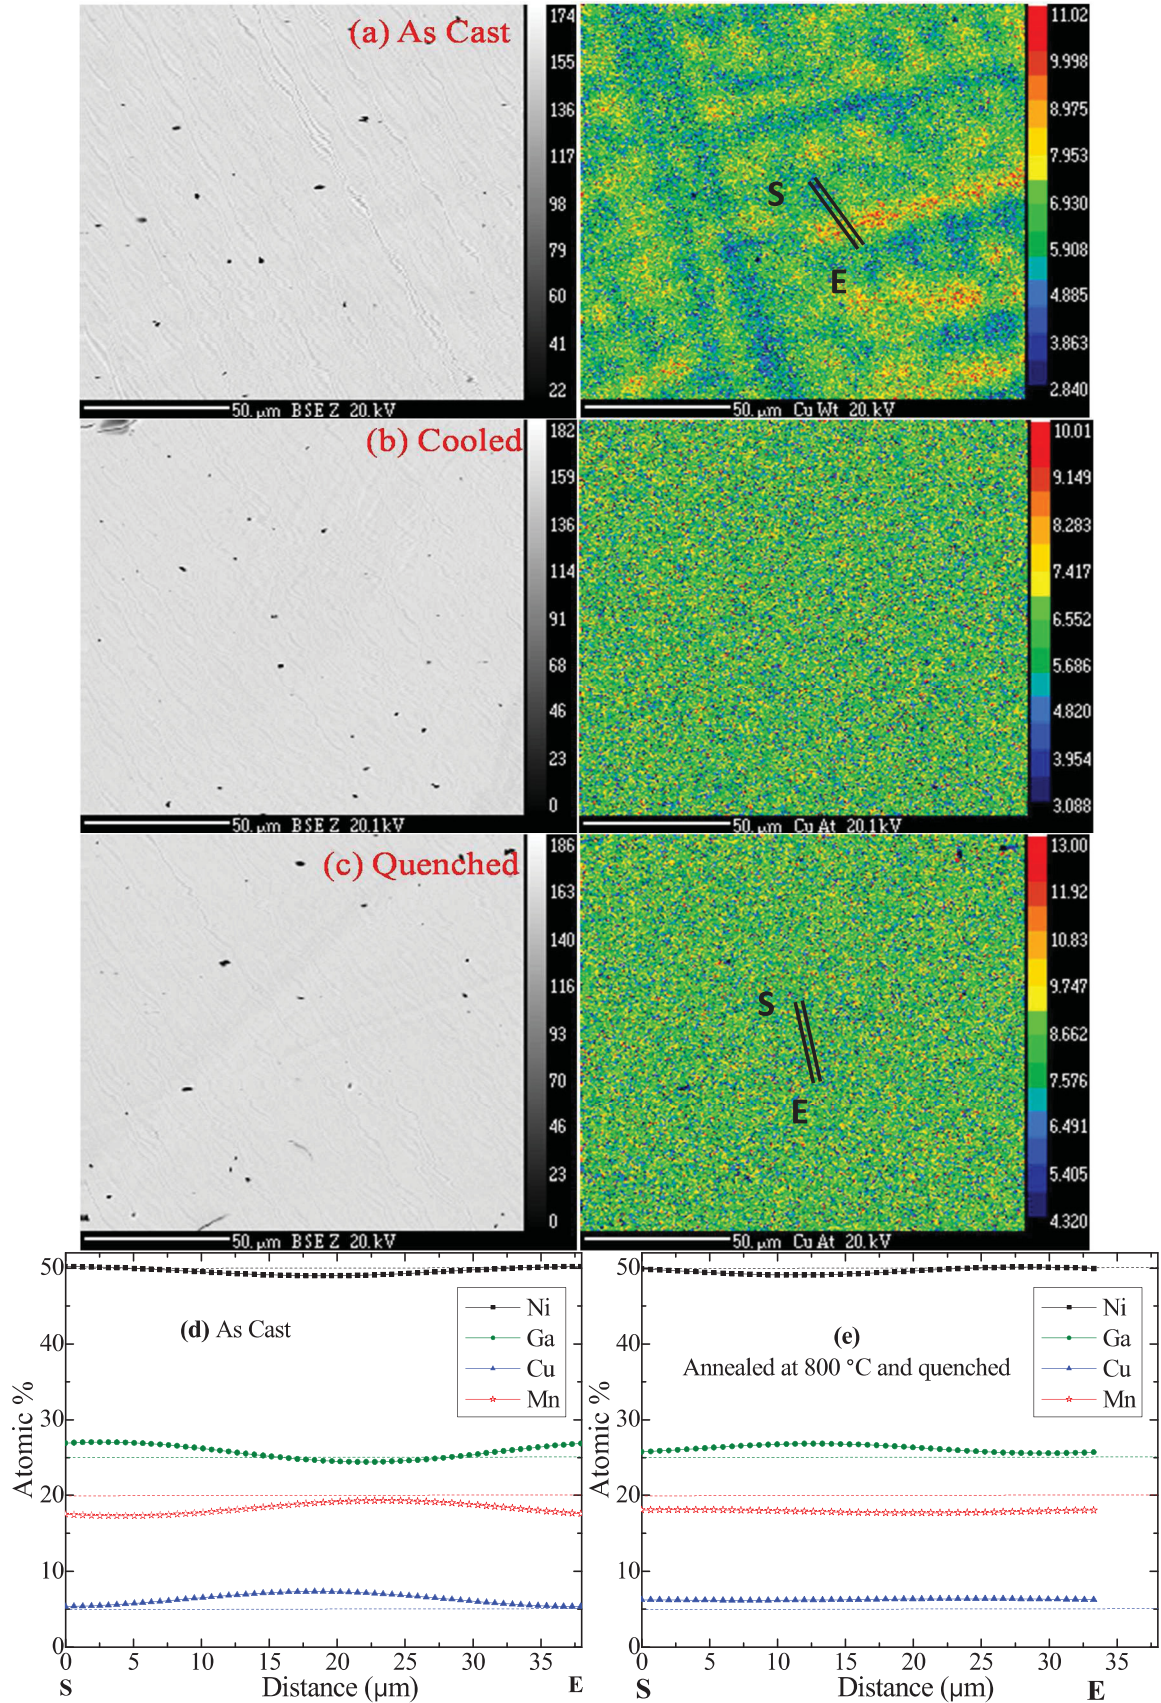 (a) As Cast
174
155
136
117
98
79
60
41
22
50. µm BSE Z 20.kV
S
E
11.02
9.998
8.975
7.953
6.930
5.908
4.885
3.863
2.840
50. µm Cu Wt 20.kV
(b) Cooled
182
159
136
114
91
68
46
23
0
50. µm BSE Z 20.1kV
10.01
9.149
8.283
7.417
6.552
5.686
4.820
3.954
3.088
50. µm Cu At 20.1kV
(c) Quenched
186
163
140
116
93
70
46
23
0
50. µm BSE Z 20.kV
S
E
13.00
11.92
10.83
9.747
8.662
7.576
6.491
5.405
4.320
50. µm Cu At 20.kV
50
40
30
20
10
0
Atomic %
(d) As Cast
Ni
Ga
Cu
Mn
0 5 10 15 20 25 30 35
S Distance (µm) E
50
40
30
20
10
0
Atomic %
(e)
Annealed at 800 °C and quenched
Ni
Ga
Cu
Mn
0 5 10 15 20 25 30 35
S Distance (µm) E